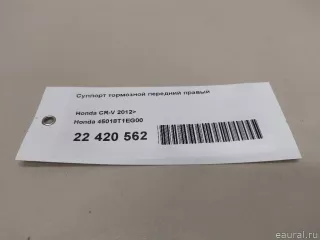 Суппорт тормозной передний правый
Honda CR-V 2012>
Honda 45018T1EG00
22 420 562
eaural.ru